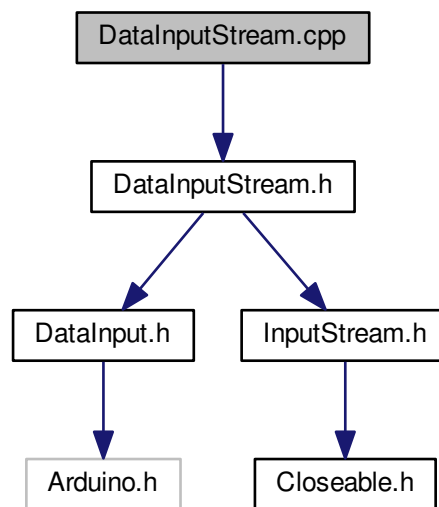 DataInputStream.cpp
DataInputStream.h
DataInput.h
InputStream.h
Arduino.h
Closeable.h